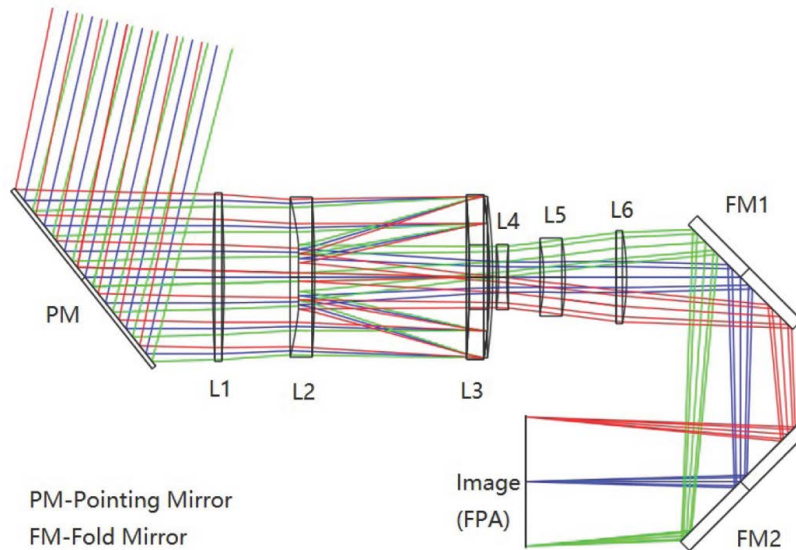 L4
L5
L6
FM1
PM
L1
L2
L3
Image
(FPA)
FM2
PM-Pointing Mirror
FM-Fold Mirror